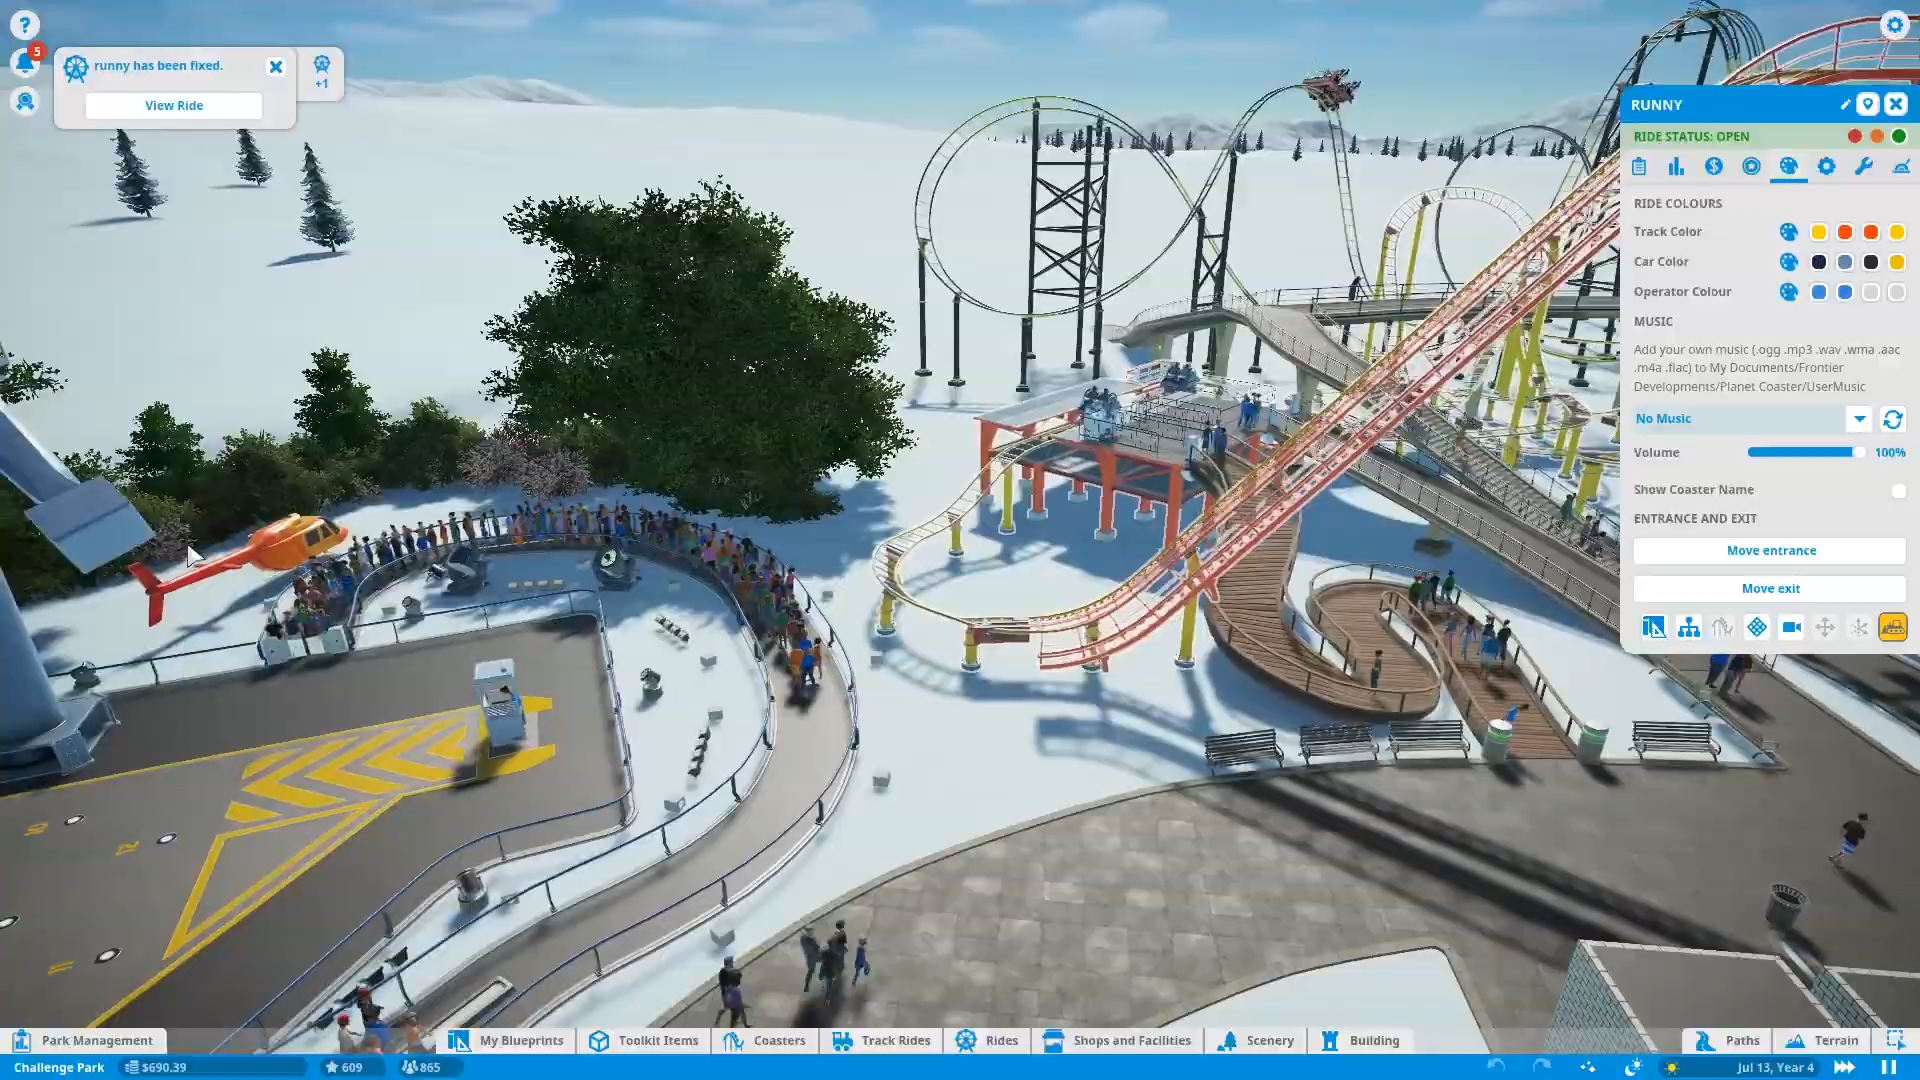 ?
5
runny has been fixed.
View Ride
+1
RUNNY
RIDE STATUS: OPEN
RIDE COLOURS
Track Color
Car Color
Operator Colour
MUSIC
Add your own music (.ogg .mp3 .wav .wma .aac
.m4a .flac) to My Documents/Frontier
Developments/Planet Coaster/UserMusic
No Music
Volume 100%
Show Coaster Name
ENTRANCE AND EXIT
Move entrance
Move exit
Park Management
My Blueprints
Toolkit Items
Coasters
Track Rides
Rides
Shops and Facilities
Scenery
Building
Paths
Terrain
Challenge Park
$690.39
609
865
Jul 13, Year 4